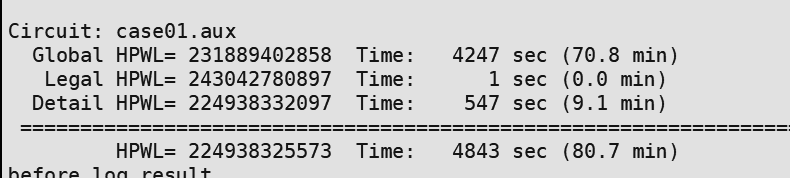 Circuit: case01.aux
Global HPWL= 231889402858 Time: 4247 sec (70.8 min)
Legal HPWL= 243042780897 Time: 1 sec (0.0 min)
Detail HPWL= 224938332097 Time: 547 sec (9.1 min)
=================================================================
HPWL= 224938325573 Time: 4843 sec (80.7 min)
before log result